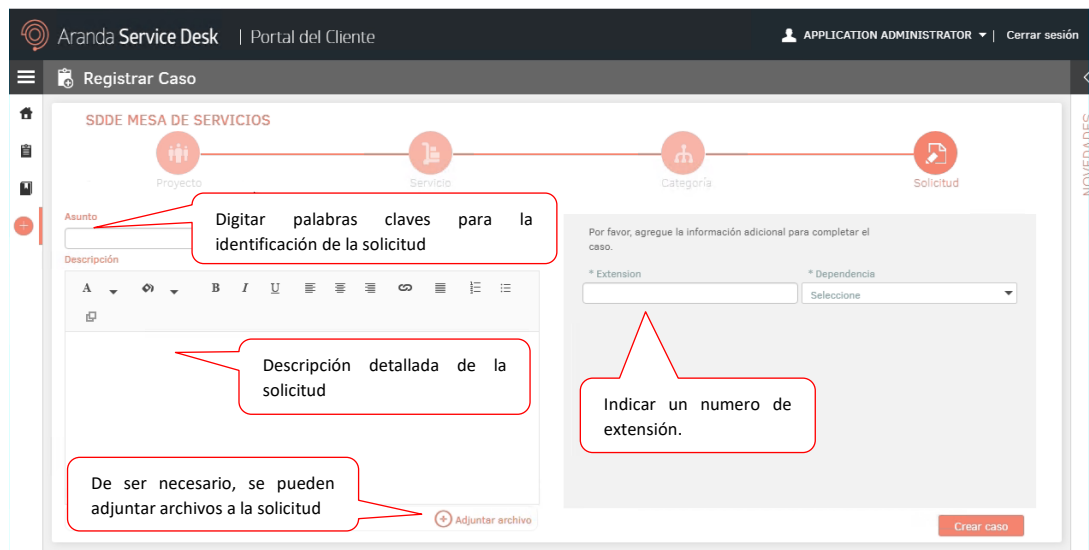 Aranda Service Desk | Portal del Cliente
APPLICATION ADMINISTRATOR | Cerrar sesión
Registrar Caso
NOVEDADES
SDDE MESA DE SERVICIOS
Proyecto
Servicio
Categoría
Solicitud
Asunto
Digitar palabras claves para la
identificación de la solicitud
Descripción
A B I U
Descripción detallada de la
solicitud
De ser necesario, se pueden
adjuntar archivos a la solicitud
Adjuntar archivo
Por favor, agregue la información adicional para completar el
caso.
* Extension
* Dependencia
Seleccione
Indicar un numero de
extensión.
Crear caso